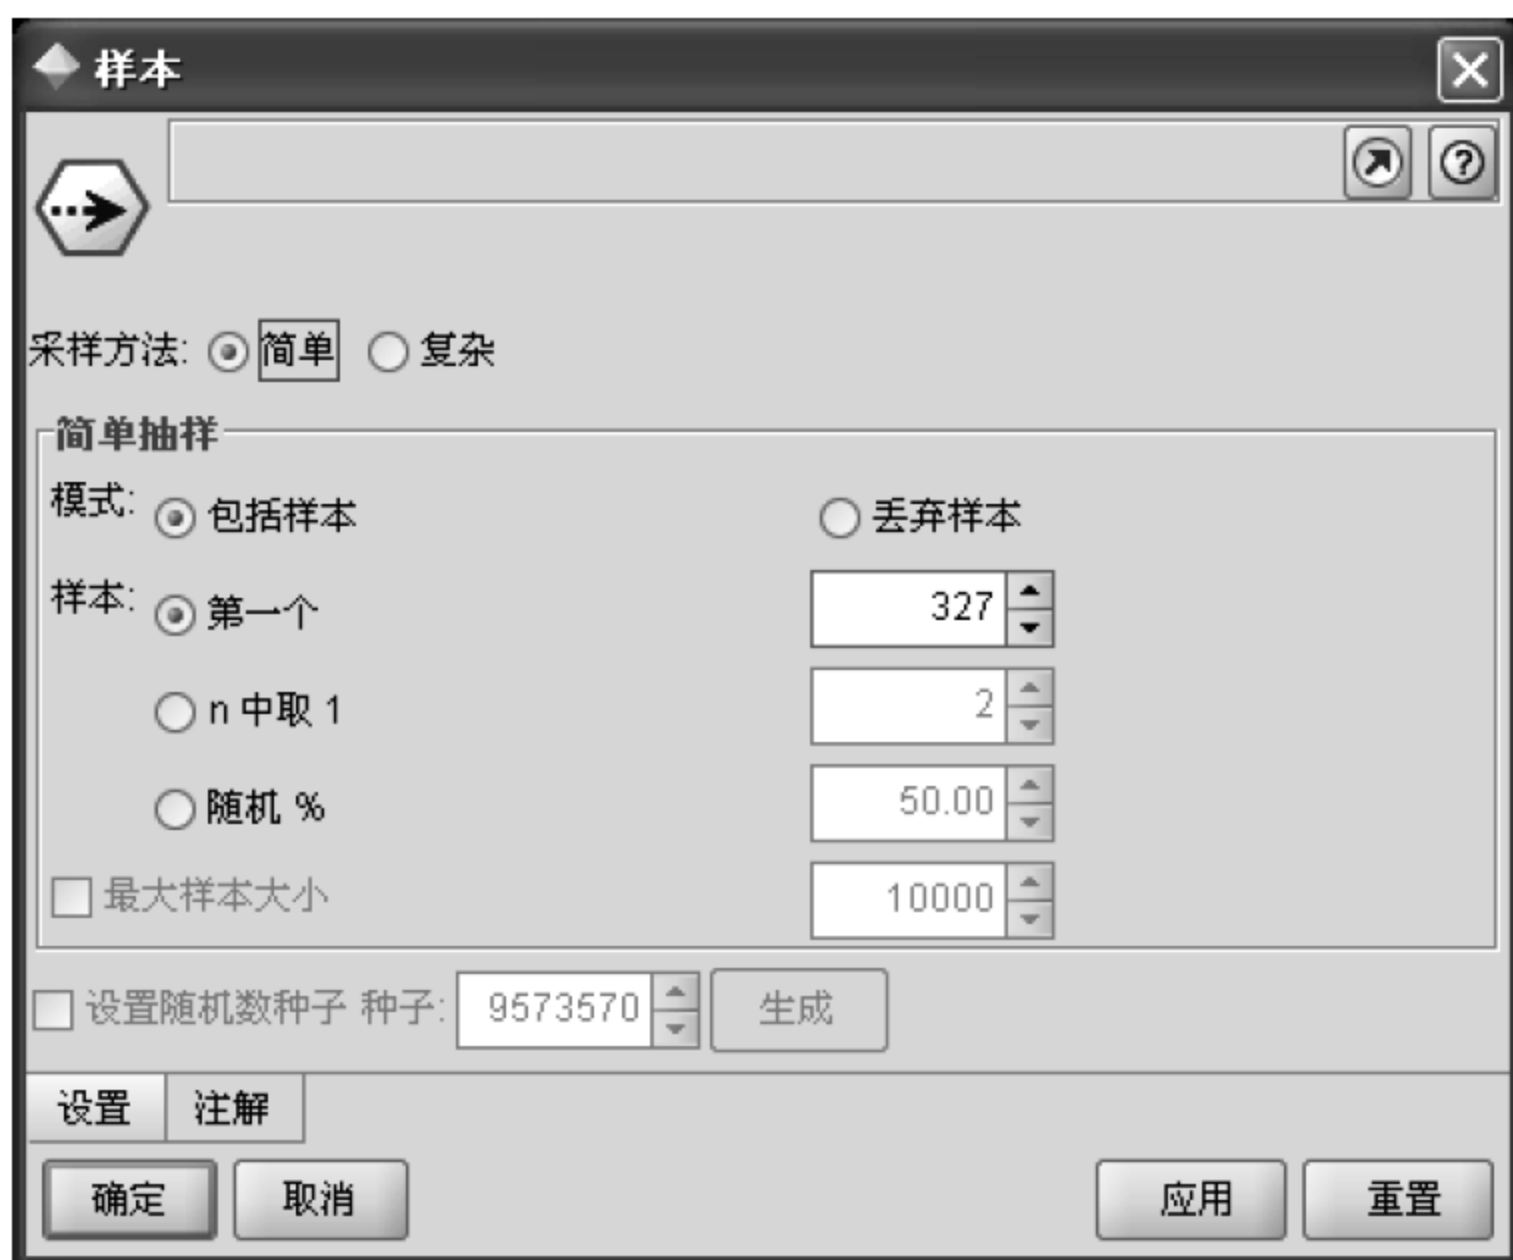 样本
采样方法: 简单 复杂
简单抽样
模式: 包括样本 丢弃样本
样本: 第一个 327
n 中取 1 2
随机 % 50.00
最大样本大小 10000
设置随机数种子 种子: 9573570 生成
设置 注解
确定 取消 应用 重置